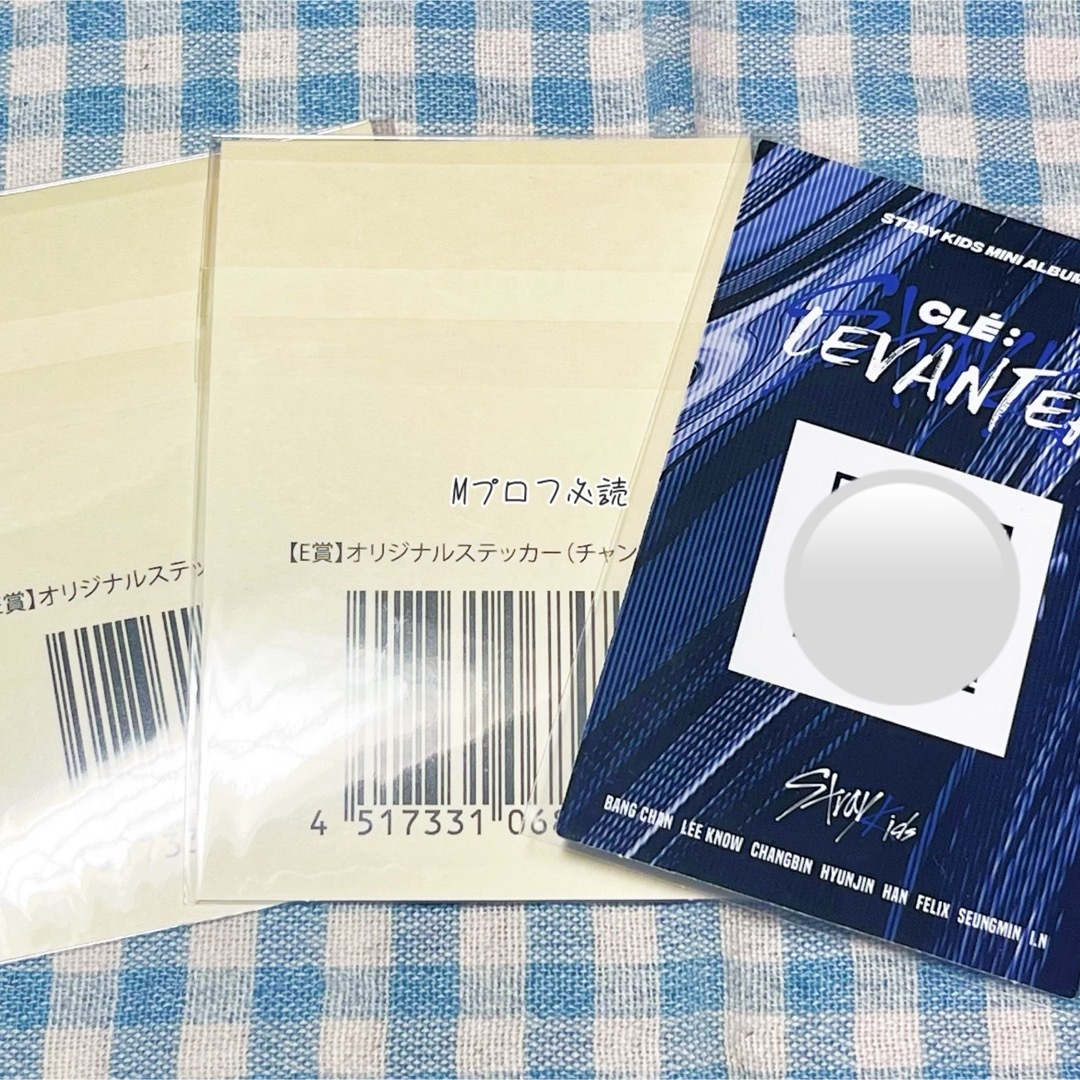 Mプロフ必読
賞】オリジナルステッ
【E賞】オリジナルステッカー（チャン
4 517331 06
STRAY KIDS MINI ALBUM
CLÉ:
LEVANTER
Stray Kids
BANG CHAN LEE KNOW CHANGBIN HYUNJIN HAN FELIX SEUNGMIN I.N